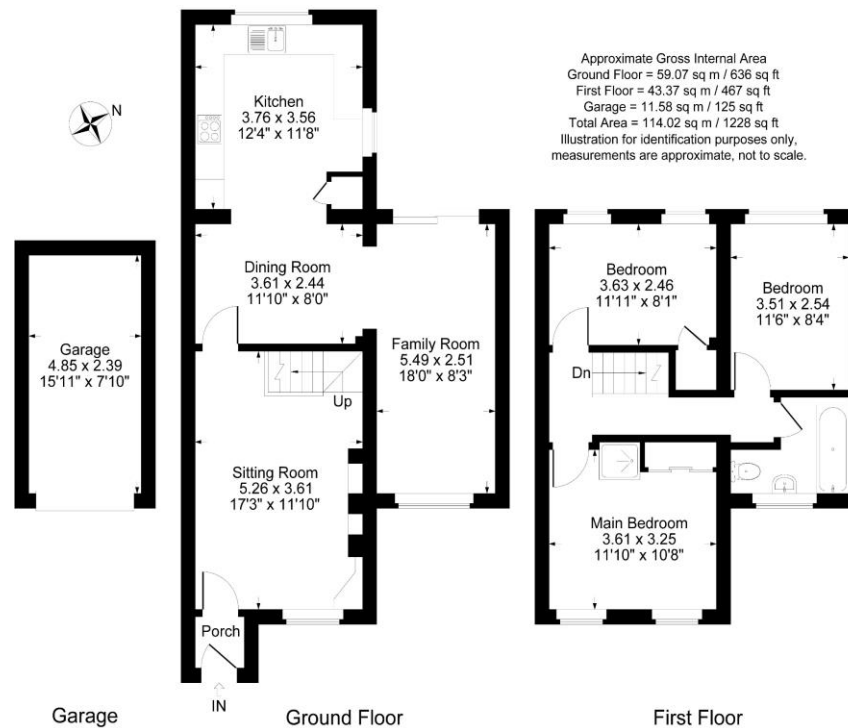 Approximate Gross Internal Area
Ground Floor = 59.07 sq m / 636 sq ft
First Floor = 43.37 sq m / 467 sq ft
Garage = 11.58 sq m / 125 sq ft
Total Area = 114.02 sq m / 1228 sq ft
Illustration for identification purposes only,
measurements are approximate, not to scale.
N
Kitchen
3.76 x 3.56
12'4" x 11'8"
Dining Room
3.61 x 2.44
11'10" x 8'0"
Garage
4.85 x 2.39
15'11" x 7'10"
Family Room
5.49 x 2.51
18'0" x 8'3"
Up
Sitting Room
5.26 x 3.61
17'3" x 11'10"
Porch
IN
Bedroom
3.63 x 2.46
11'11" x 8'1"
Bedroom
3.51 x 2.54
11'6" x 8'4"
Dn
Main Bedroom
3.61 x 3.25
11'10" x 10'8"
Garage
Ground Floor
First Floor